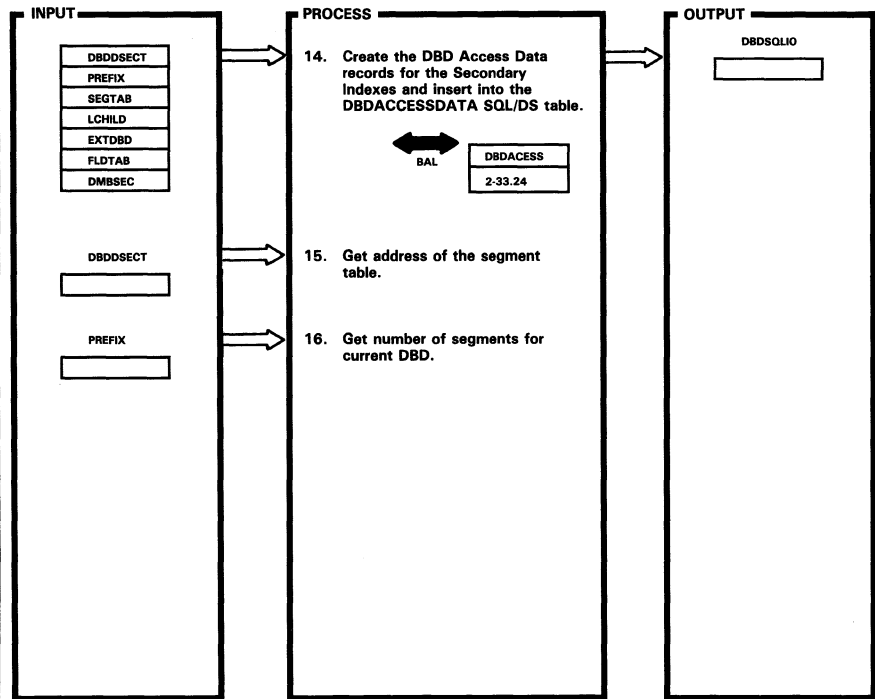 INPUT
PROCESS
OUTPUT
DBDDSECT
PREFIX
SEGTAB
LCHILD
EXTDBD
FLDTAB
DMBSEC
14. Create the DBD Access Data
records for the Secondary
Indexes and insert into the
DBDACCESSDATA SQL/DS table.
BAL
DBDACESS
2-33.24
DBDSQLIO
DBDDSECT
15. Get address of the segment
table.
PREFIX
16. Get number of segments for
current DBD.